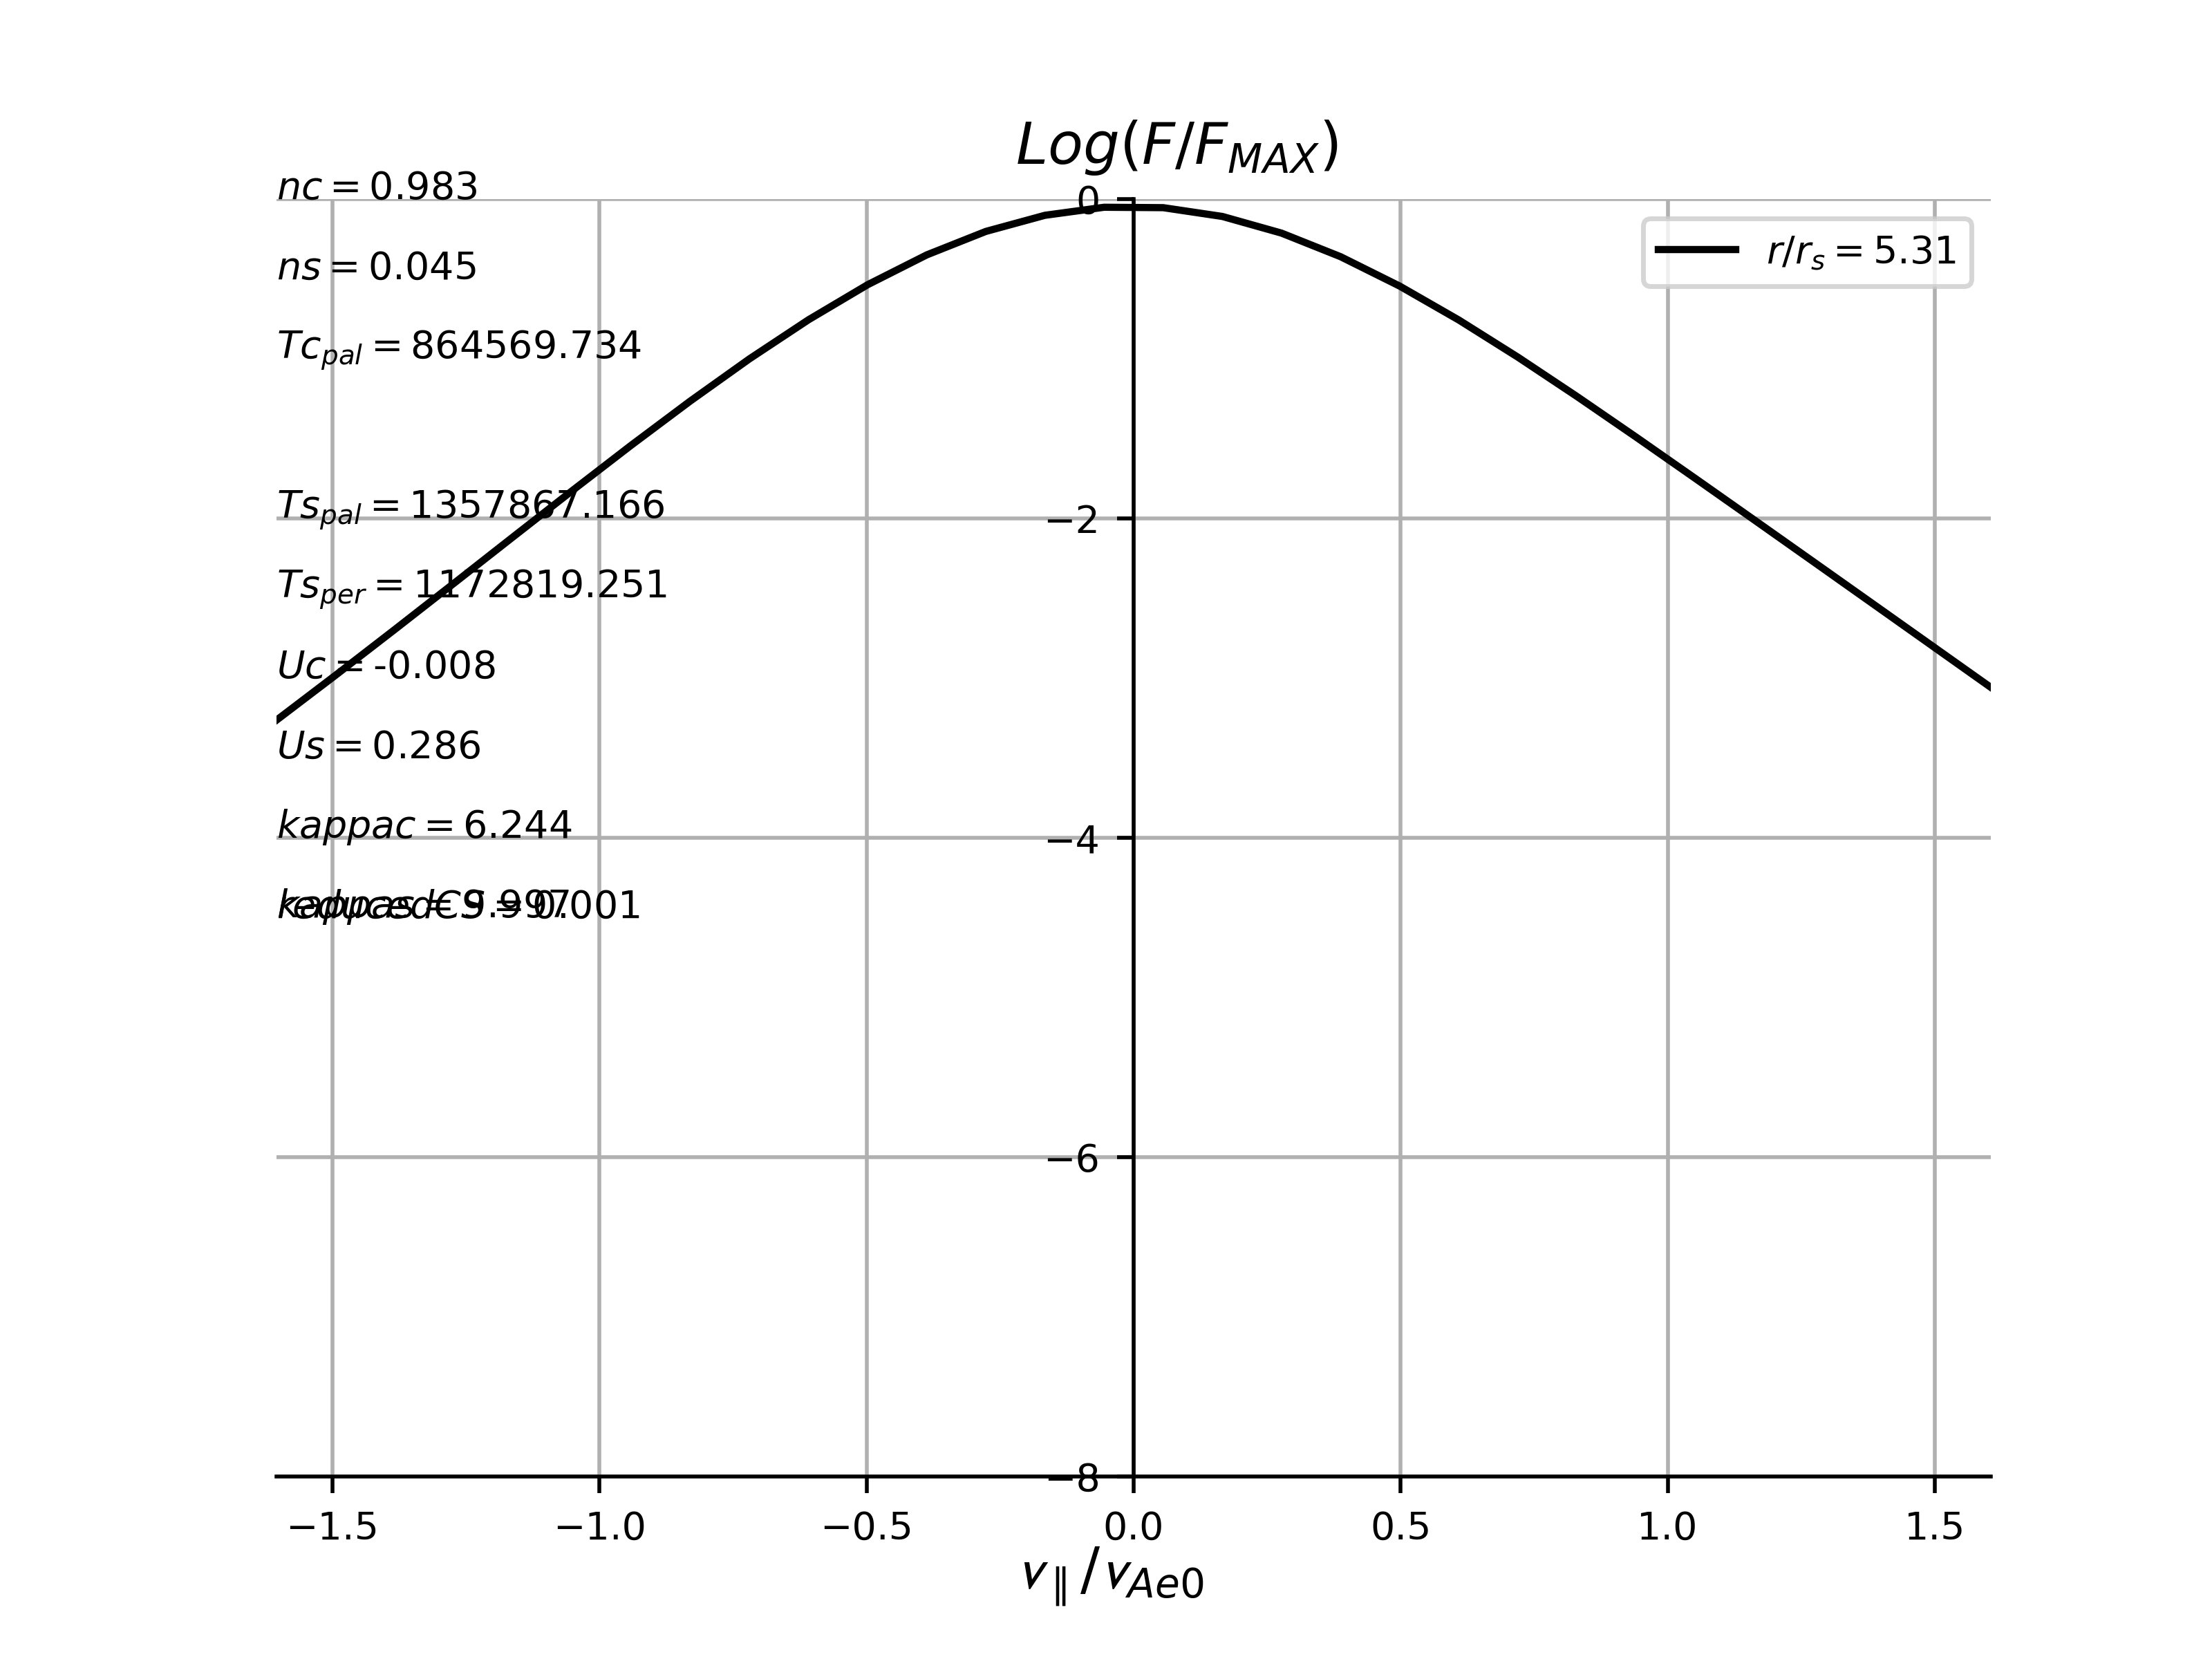 Log(F/F_MAX)
nc = 0.983
0
r/r_s = 5.31
ns = 0.045
Tc_pal = 864569.734
Ts_pal = 1357867.166
−2
Ts_per = 1172819.251
Uc = -0.008
Us = 0.286
kappac = 6.244
−4
−6
−8
−1.5 −1.0 −0.5 0.0 0.5 1.0 1.5
v_∥/v_Ae0